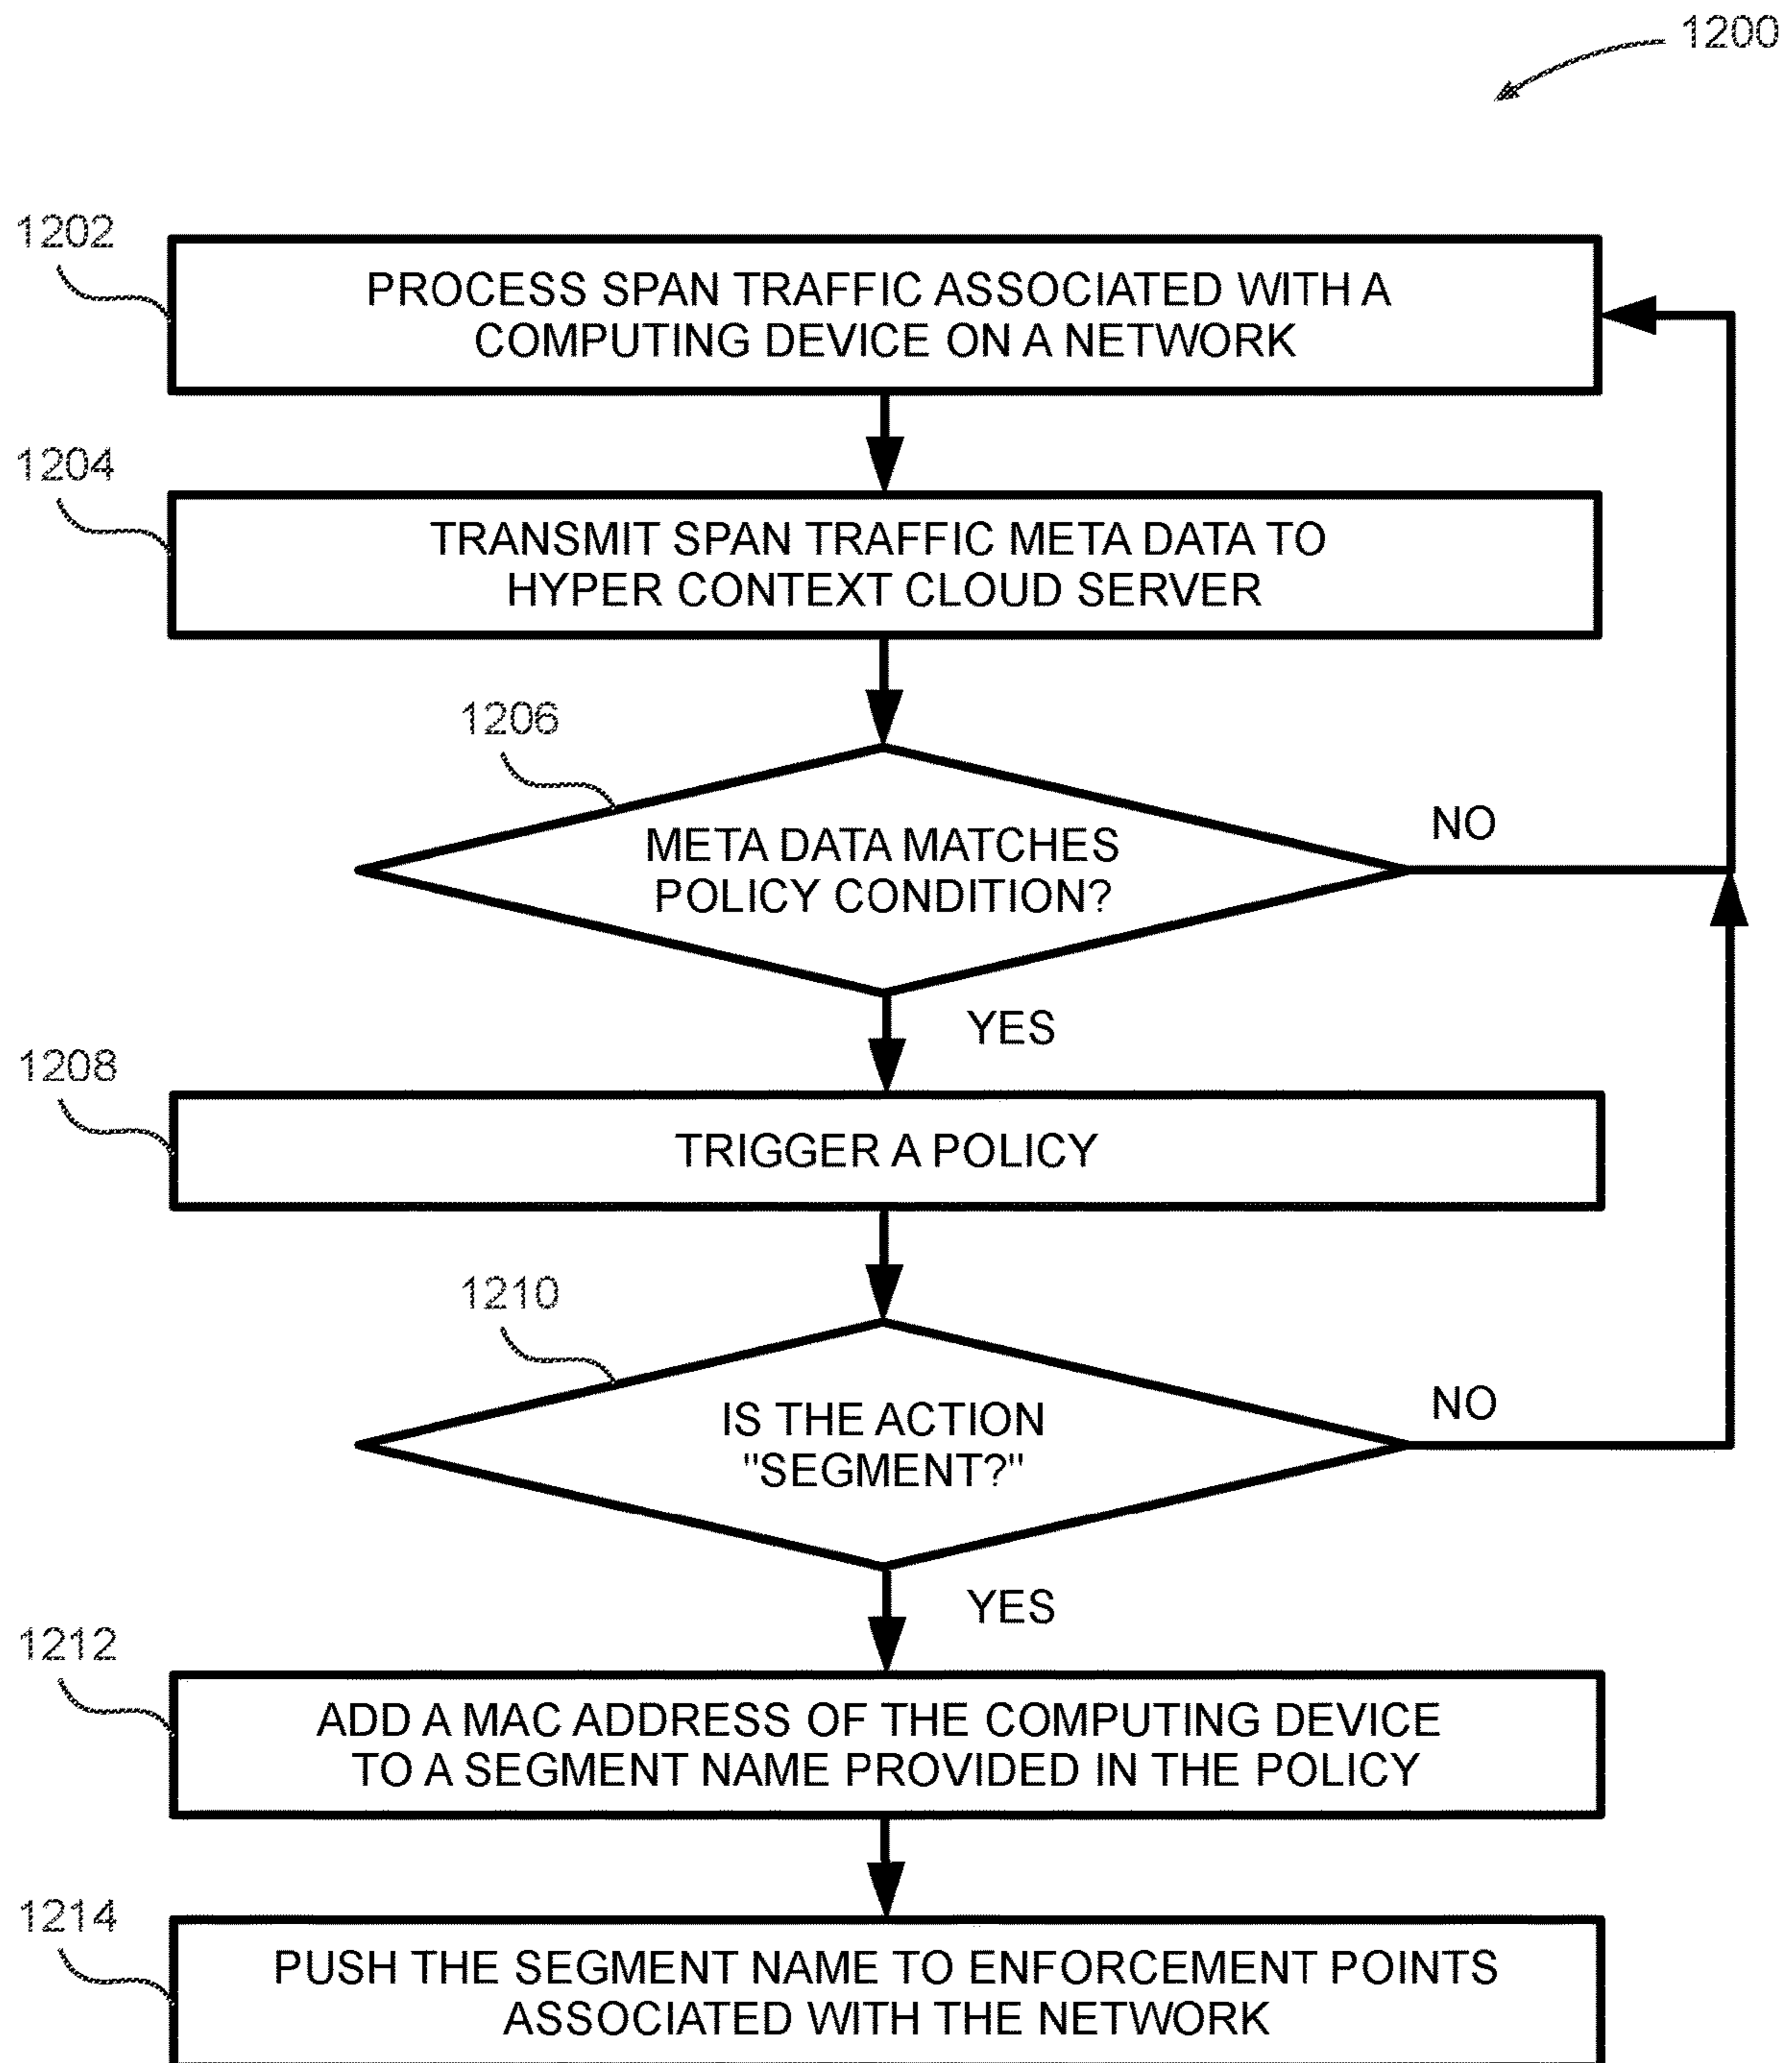 1200
1202
PROCESS SPAN TRAFFIC ASSOCIATED WITH A
COMPUTING DEVICE ON A NETWORK
1204
TRANSMIT SPAN TRAFFIC META DATA TO
HYPER CONTEXT CLOUD SERVER
1206
META DATA MATCHES
POLICY CONDITION?
NO
YES
1208
TRIGGER A POLICY
1210
IS THE ACTION
"SEGMENT?"
NO
YES
1212
ADD A MAC ADDRESS OF THE COMPUTING DEVICE
TO A SEGMENT NAME PROVIDED IN THE POLICY
1214
PUSH THE SEGMENT NAME TO ENFORCEMENT POINTS
ASSOCIATED WITH THE NETWORK